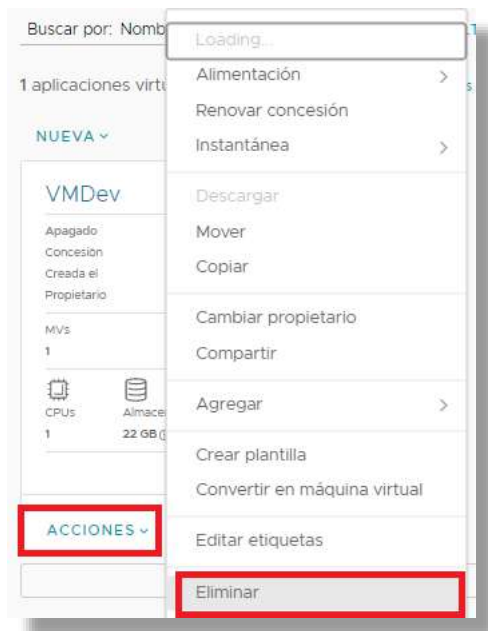 Buscar por: Nomb
Loading...
1 aplicaciones virtu
Alimentación
Renovar concesión
NUEVA
Instantánea
VMDev
Descargar
Apagado
Mover
Concesión
Creada el
Copiar
Propietario
Cambiar propietario
MVs
1
Compartir
Agregar
CPUs
Almace
1
22 GB
Crear plantilla
Convertir en máquina virtual
ACCIONES
Editar etiquetas
Eliminar